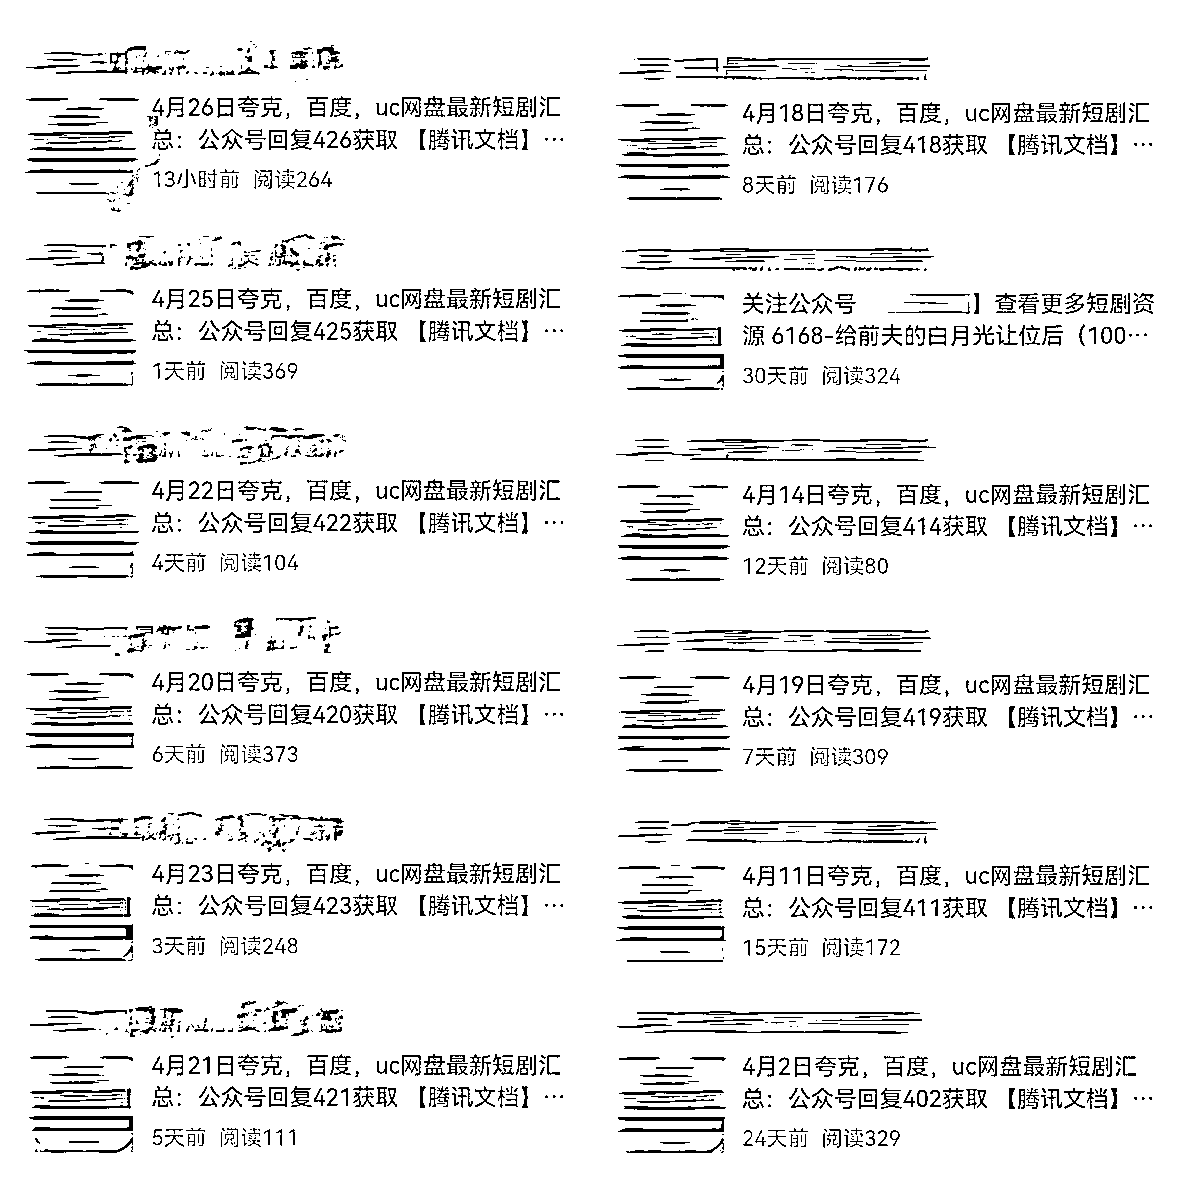 4月26日夸克，百度，uc网盘最新短剧汇
总：公众号回复426获取 【腾讯文档】…
13小时前 阅读264
4月25日夸克，百度，uc网盘最新短剧汇
总：公众号回复425获取 【腾讯文档】…
1天前 阅读369
4月22日夸克，百度，uc网盘最新短剧汇
总：公众号回复422获取 【腾讯文档】…
4天前 阅读104
4月20日夸克，百度，uc网盘最新短剧汇
总：公众号回复420获取 【腾讯文档】…
6天前 阅读373
4月23日夸克，百度，uc网盘最新短剧汇
总：公众号回复423获取 【腾讯文档】…
3天前 阅读248
4月21日夸克，百度，uc网盘最新短剧汇
总：公众号回复421获取 【腾讯文档】…
5天前 阅读111
4月18日夸克，百度，uc网盘最新短剧汇
总：公众号回复418获取 【腾讯文档】…
8天前 阅读176
关注公众号 】查看更多短剧资
源 6168-给前夫的白月光让位后（100…
30天前 阅读324
4月14日夸克，百度，uc网盘最新短剧汇
总：公众号回复414获取 【腾讯文档】…
12天前 阅读80
4月19日夸克，百度，uc网盘最新短剧汇
总：公众号回复419获取 【腾讯文档】…
7天前 阅读309
4月11日夸克，百度，uc网盘最新短剧汇
总：公众号回复411获取 【腾讯文档】…
15天前 阅读172
4月2日夸克，百度，uc网盘最新短剧汇
总：公众号回复402获取 【腾讯文档】…
24天前 阅读329